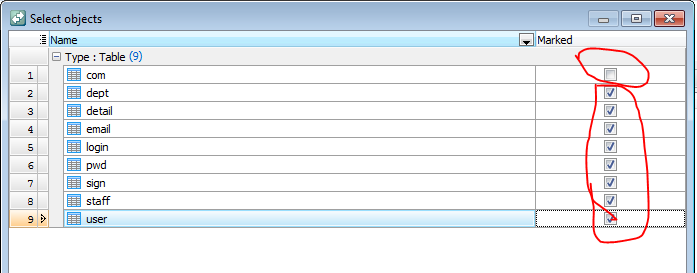 Select objects
Name Marked
Type : Table (9)
1 com
2 dept
3 detail
4 email
5 login
6 pwd
7 sign
8 staff
9 user